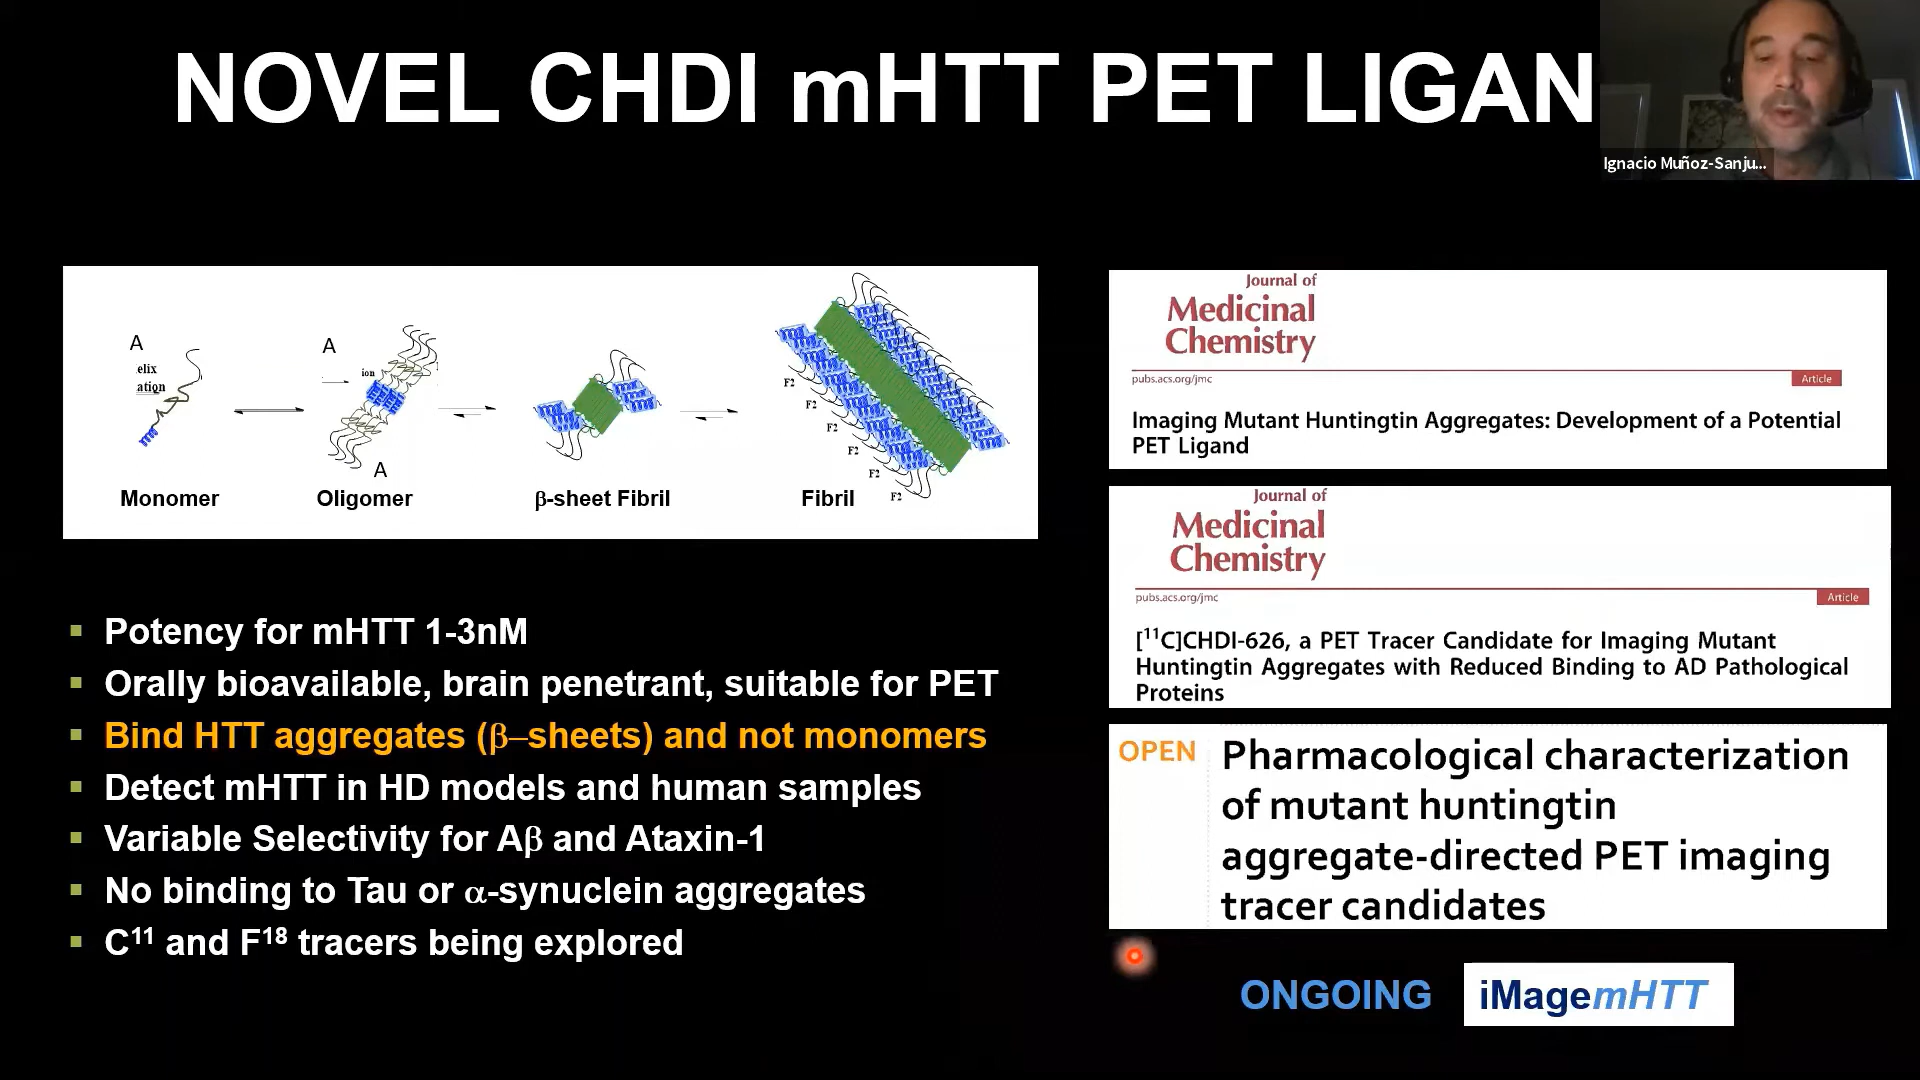 NOVEL CHDI mHTT PET LIGAN
Ignacio Muñoz-Sanju...
A
elix
ation
A
ion
A
F2
F2
F2
F2
F2
F2
Monomer
Oligomer
β-sheet Fibril
Fibril
▪ Potency for mHTT 1-3nM
▪ Orally bioavailable, brain penetrant, suitable for PET
▪ Bind HTT aggregates (β–sheets) and not monomers
▪ Detect mHTT in HD models and human samples
▪ Variable Selectivity for Aβ and Ataxin-1
▪ No binding to Tau or α-synuclein aggregates
▪ C¹¹ and F¹⁸ tracers being explored
Journal of
Medicinal
Chemistry
pubs.acs.org/jmc
Article
Imaging Mutant Huntingtin Aggregates: Development of a Potential
PET Ligand
Journal of
Medicinal
Chemistry
pubs.acs.org/jmc
Article
[¹¹C]CHDI-626, a PET Tracer Candidate for Imaging Mutant
Huntingtin Aggregates with Reduced Binding to AD Pathological
Proteins
OPEN
Pharmacological characterization
of mutant huntingtin
aggregate-directed PET imaging
tracer candidates
ONGOING
iMagemHTT